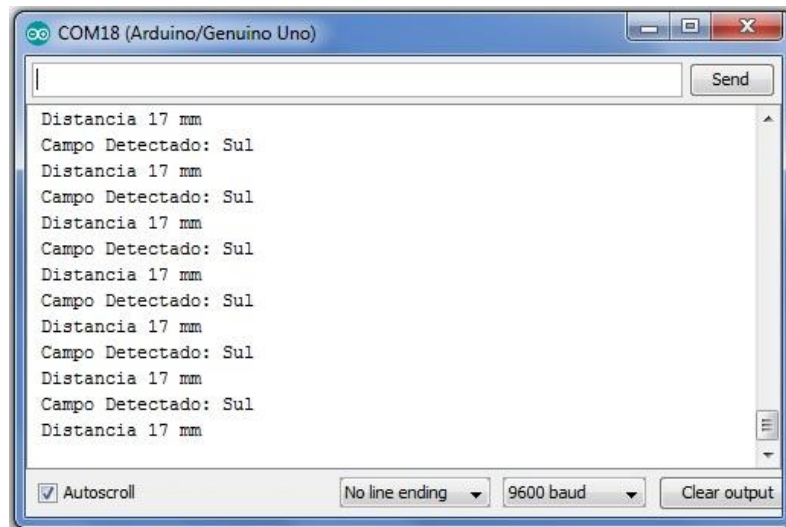 COM18 (Arduino/Genuino Uno)
Send
Distancia 17 mm
Campo Detectado: Sul
Distancia 17 mm
Campo Detectado: Sul
Distancia 17 mm
Campo Detectado: Sul
Distancia 17 mm
Campo Detectado: Sul
Distancia 17 mm
Campo Detectado: Sul
Distancia 17 mm
Campo Detectado: Sul
Distancia 17 mm
Autoscroll No line ending 9600 baud Clear output